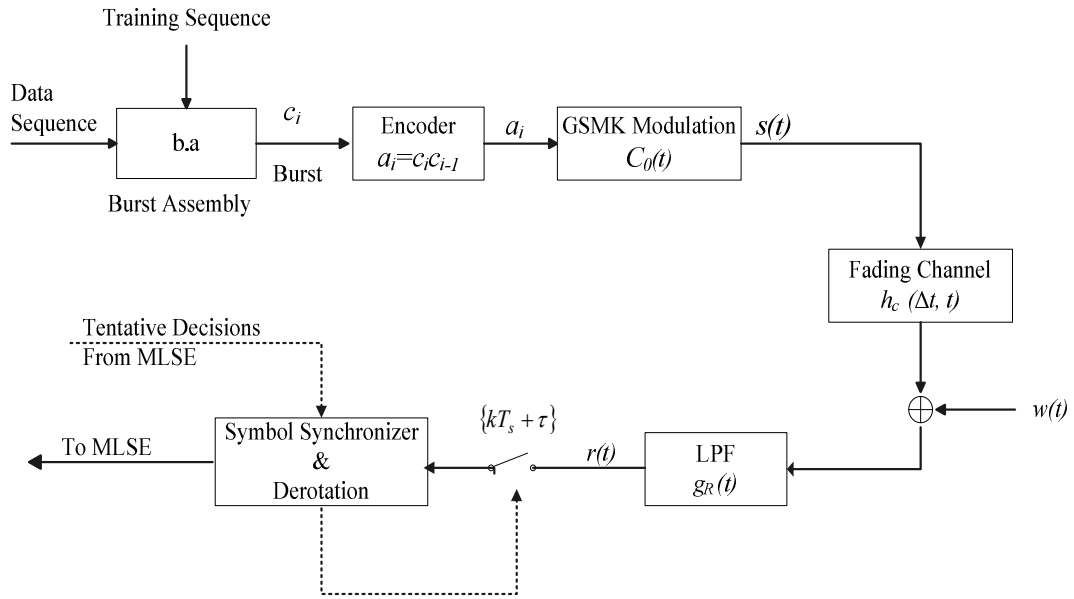 Training Sequence
Data
Sequence
b.a
Burst Assembly
c_i
Burst
Encoder
a_i=c_ic_{i-1}
a_i
GSMK Modulation
C_0(t)
s(t)
Fading Channel
h_c (Δt, t)
w(t)
LPF
g_R(t)
r(t)
{kT_s + τ}
Tentative Decisions
From MLSE
Symbol Synchronizer
&
Derotation
To MLSE